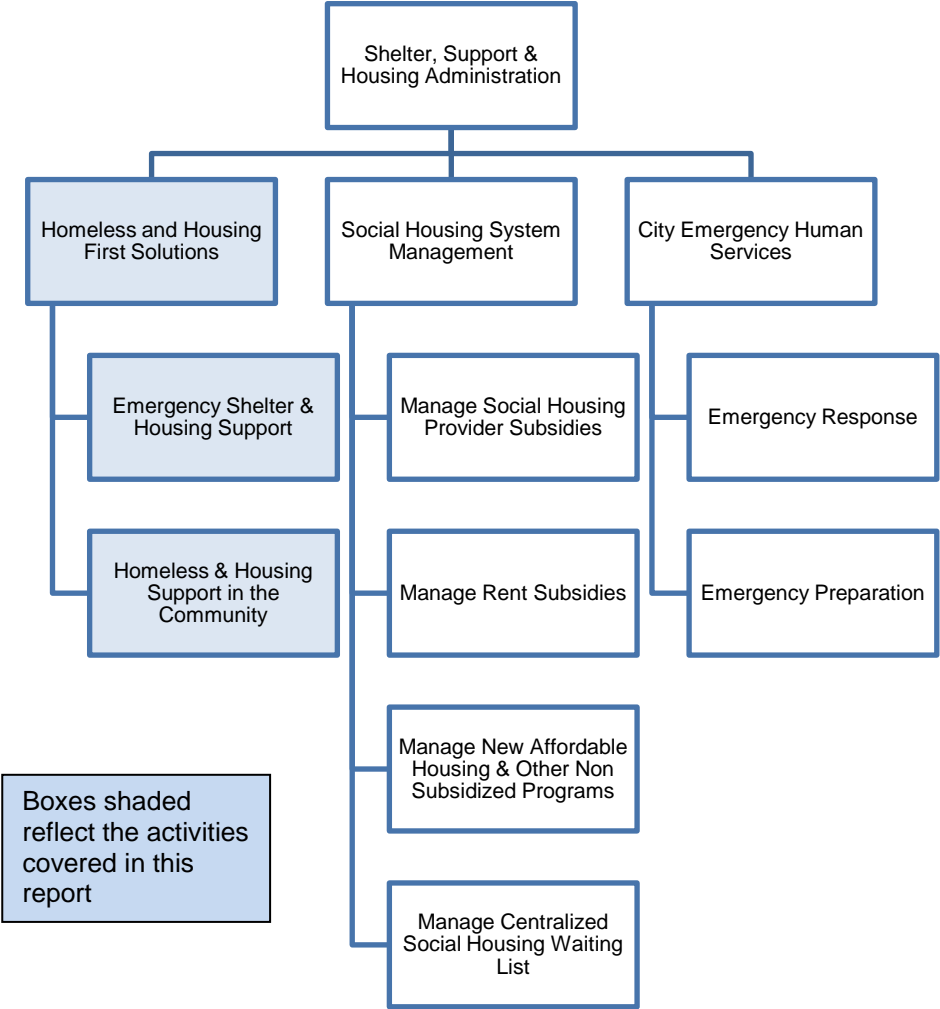 Shelter, Support &
Housing Administration
Homeless and Housing
First Solutions
Social Housing System
Management
City Emergency Human
Services
Emergency Shelter &
Housing Support
Manage Social Housing
Provider Subsidies
Emergency Response
Homeless & Housing
Support in the
Community
Manage Rent Subsidies
Emergency Preparation
Manage New Affordable
Housing & Other Non
Subsidized Programs
Boxes shaded
reflect the activities
covered in this
report
Manage Centralized
Social Housing Waiting
List